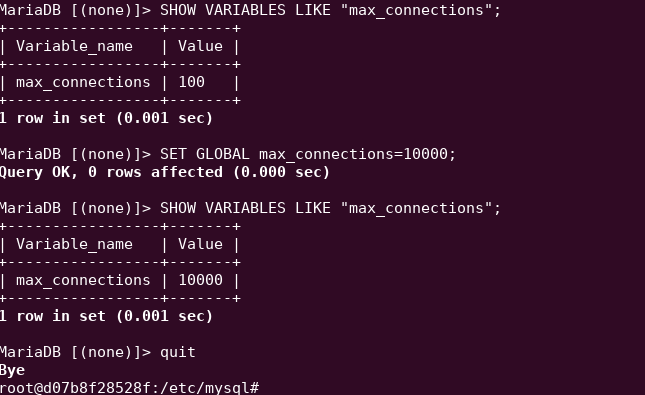 MariaDB [(none)]> SHOW VARIABLES LIKE "max_connections";
+-----------------+-------+
| Variable_name   | Value |
+-----------------+-------+
| max_connections | 100   |
+-----------------+-------+
1 row in set (0.001 sec)

MariaDB [(none)]> SET GLOBAL max_connections=10000;
Query OK, 0 rows affected (0.000 sec)

MariaDB [(none)]> SHOW VARIABLES LIKE "max_connections";
+-----------------+-------+
| Variable_name   | Value |
+-----------------+-------+
| max_connections | 10000 |
+-----------------+-------+
1 row in set (0.001 sec)

MariaDB [(none)]> quit
Bye
root@d07b8f28528f:/etc/mysql#